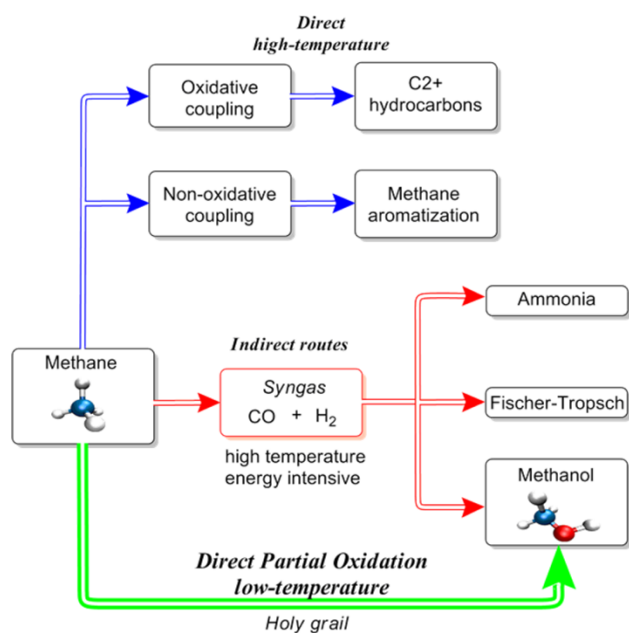 Direct
high-temperature
Oxidative
coupling
C2+
hydrocarbons
Non-oxidative
coupling
Methane
aromatization
Ammonia
Indirect routes
Methane
Syngas
CO + H₂
Fischer-Tropsch
high temperature
energy intensive
Methanol
Direct Partial Oxidation
low-temperature
Holy grail